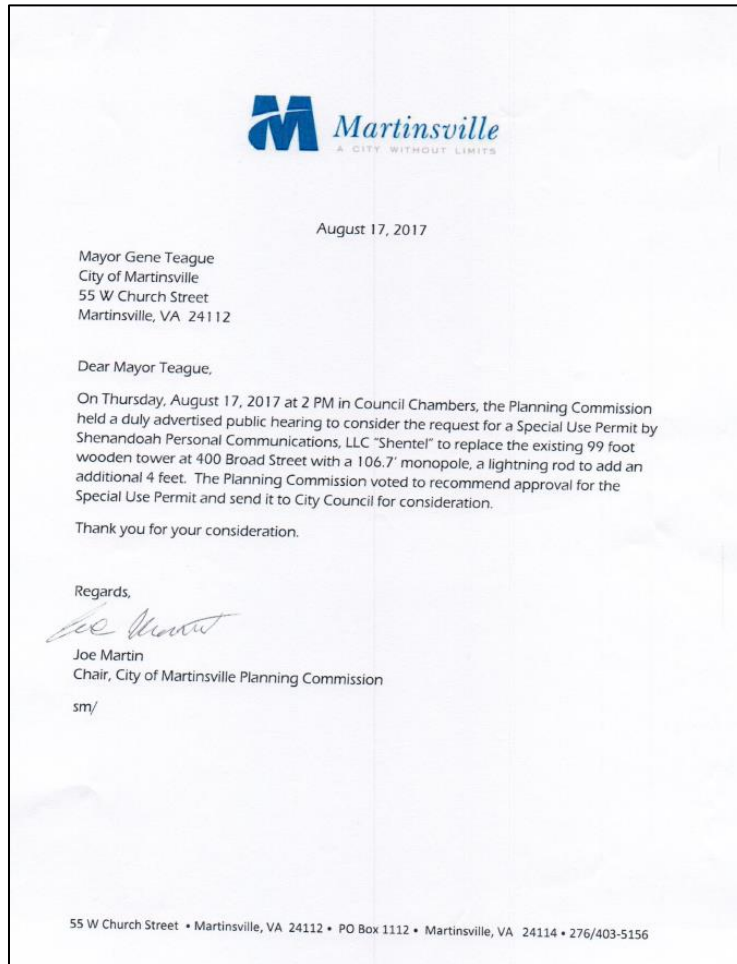 M Martinsville
A CITY WITHOUT LIMITS
August 17, 2017
Mayor Gene Teague
City of Martinsville
55 W Church Street
Martinsville, VA 24112
Dear Mayor Teague,
On Thursday, August 17, 2017 at 2 PM in Council Chambers, the Planning Commission
held a duly advertised public hearing to consider the request for a Special Use Permit by
Shenandoah Personal Communications, LLC "Shentel" to replace the existing 99 foot
wooden tower at 400 Broad Street with a 106.7' monopole, a lightning rod to add an
additional 4 feet. The Planning Commission voted to recommend approval for the
Special Use Permit and send it to City Council for consideration.
Thank you for your consideration.
Regards,
Joe Martin
Chair, City of Martinsville Planning Commission
sm/
55 W Church Street • Martinsville, VA 24112 • PO Box 1112 • Martinsville, VA 24114 • 276/403-5156